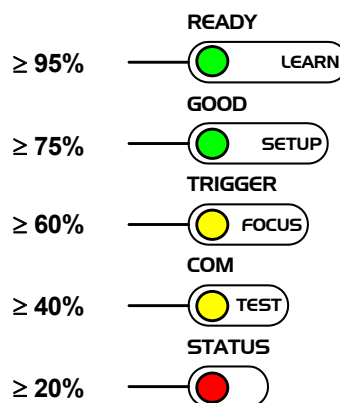 READY
≥ 95% LEARN
GOOD
≥ 75% SETUP
TRIGGER
≥ 60% FOCUS
COM
≥ 40% TEST
STATUS
≥ 20%